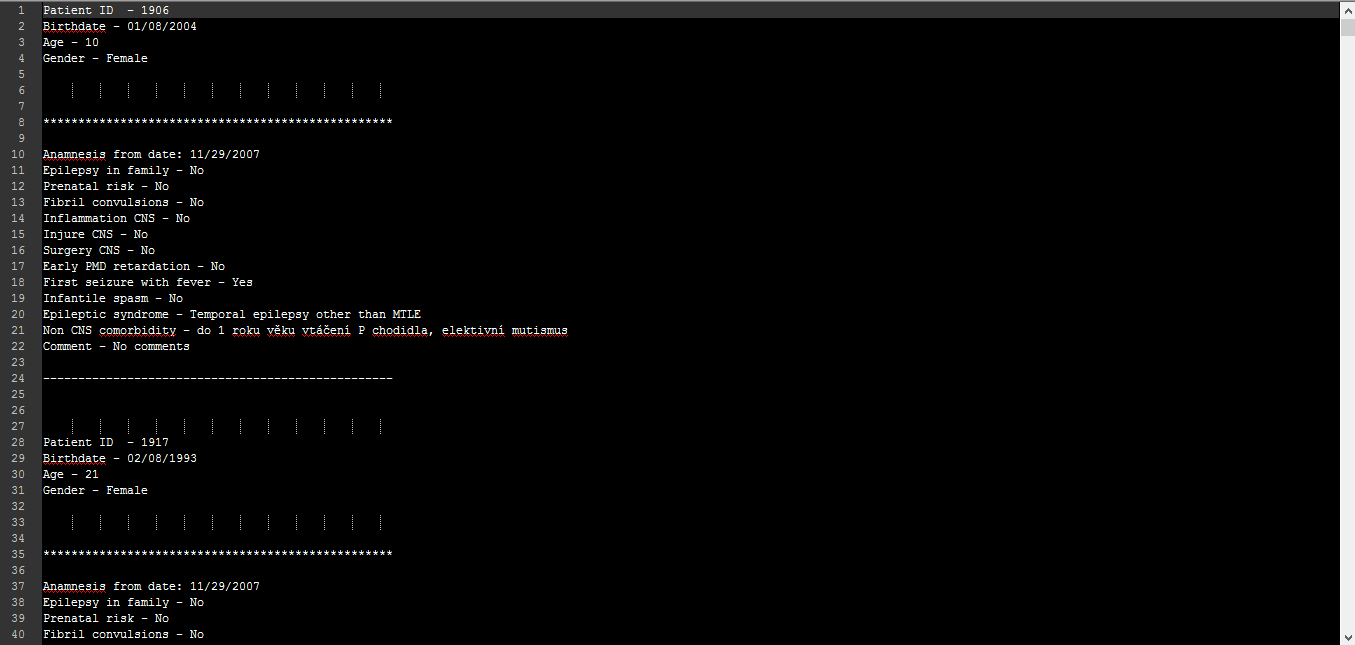 1 Patient ID  - 1906
2 Birthdate - 01/08/2004
3 Age - 10
4 Gender - Female
5
6
7
8 **************************************************
9
10 Anamnesis from date: 11/29/2007
11 Epilepsy in family - No
12 Prenatal risk - No
13 Fibril convulsions - No
14 Inflammation CNS - No
15 Injure CNS - No
16 Surgery CNS - No
17 Early PMD retardation - No
18 First seizure with fever - Yes
19 Infantile spasm - No
20 Epileptic syndrome - Temporal epilepsy other than MTLE
21 Non CNS comorbidity - do 1 roku věku vtáčení P chodidla, elektivní mutismus
22 Comment - No comments
23
24 --------------------------------------------------
25
26
27
28 Patient ID  - 1917
29 Birthdate - 02/08/1993
30 Age - 21
31 Gender - Female
32
33
34
35 **************************************************
36
37 Anamnesis from date: 11/29/2007
38 Epilepsy in family - No
39 Prenatal risk - No
40 Fibril convulsions - No